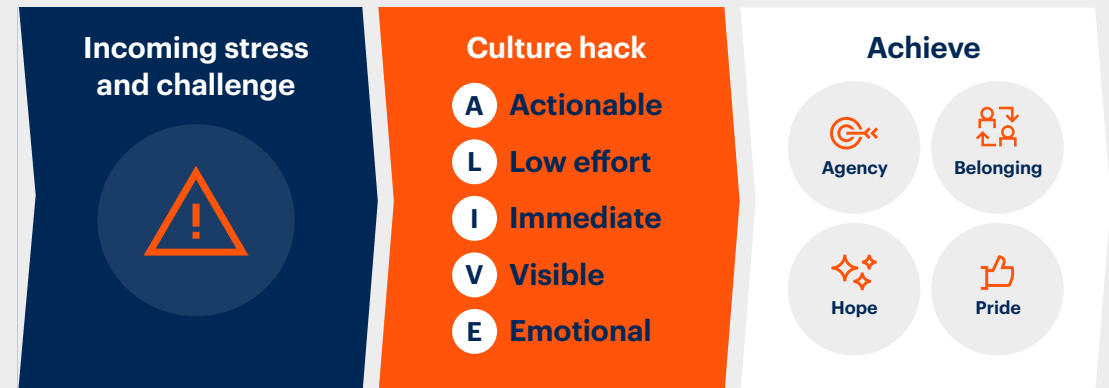 Incoming stress
and challenge
!
Culture hack
A Actionable
L Low effort
I Immediate
V Visible
E Emotional
Achieve
Agency
Belonging
Hope
Pride